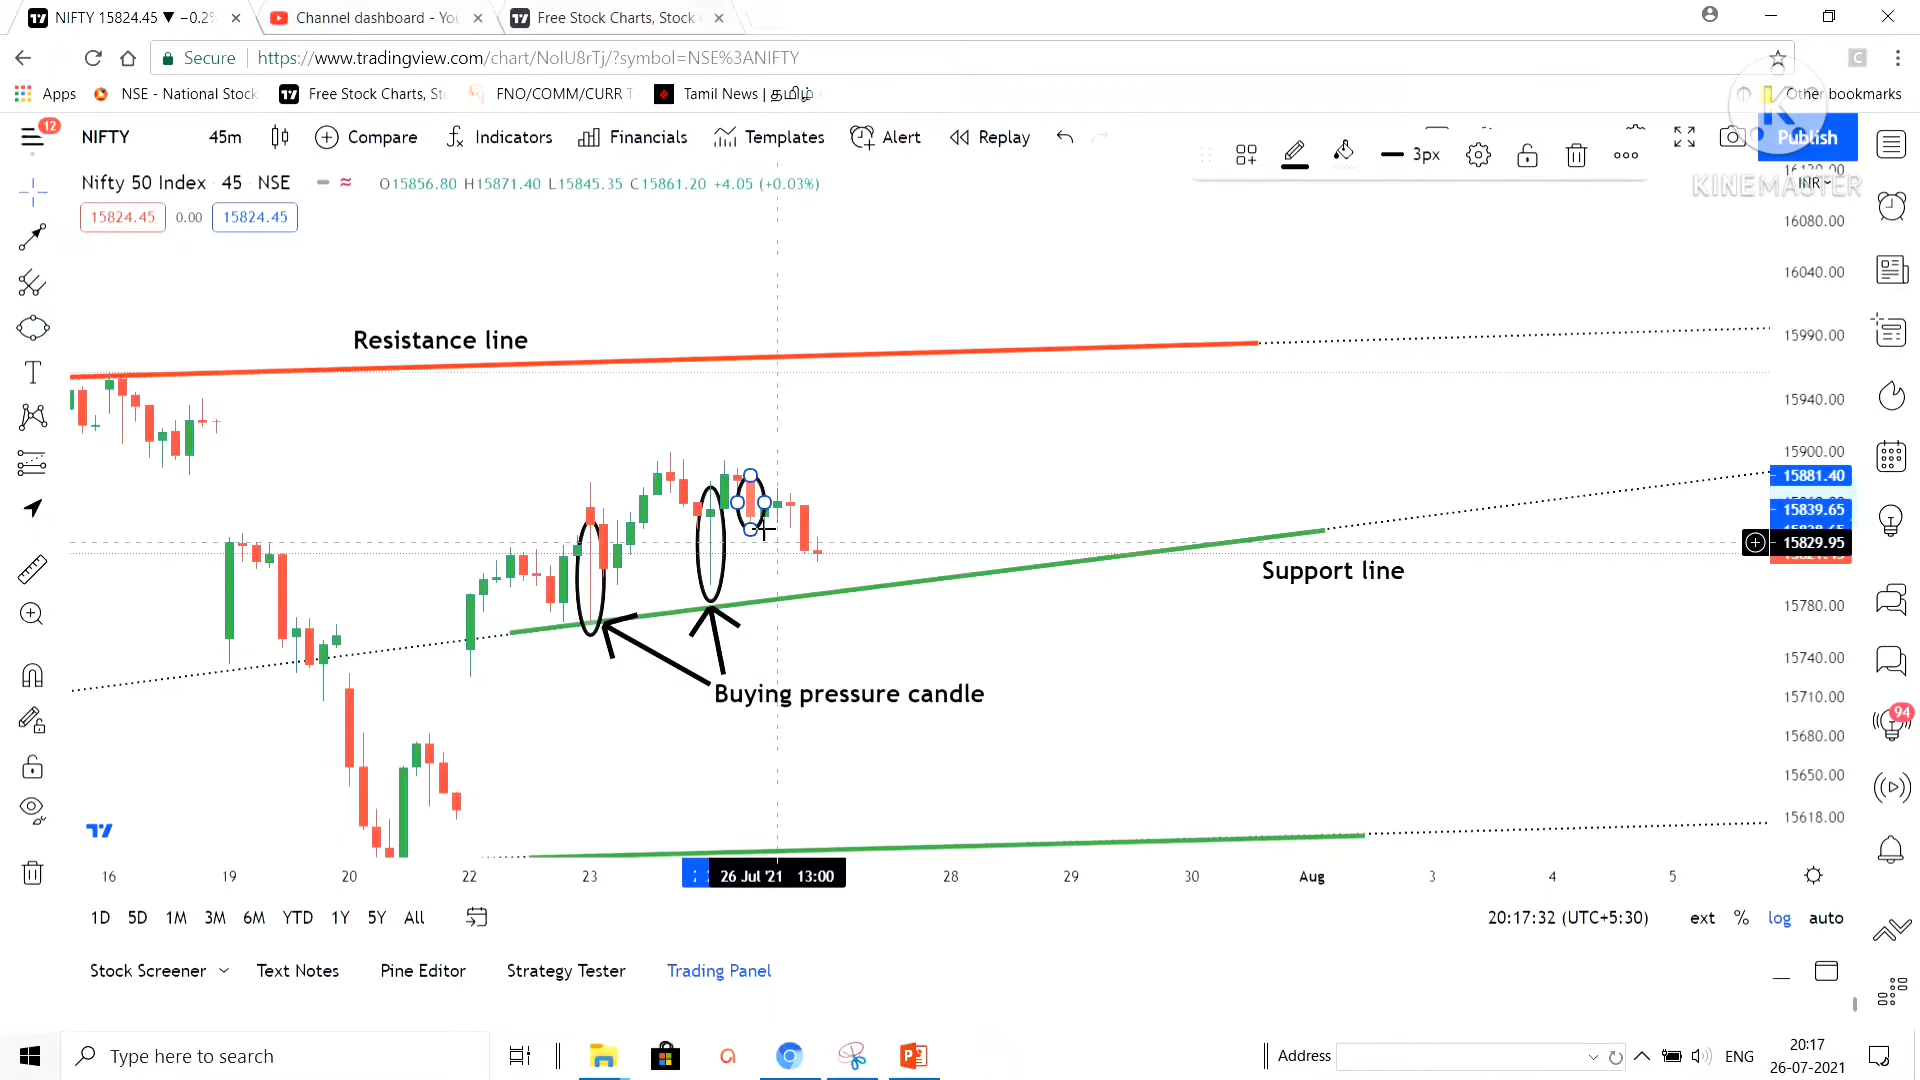 NIFTY 15824.45 ▼ −0.2%
Channel dashboard - You
Free Stock Charts, Stock
Secure
https://www.tradingview.com/chart/NoIU8rTj/?symbol=NSE%3ANIFTY
Apps
NSE - National Stock
Free Stock Charts, St
FNO/COMM/CURR T
Tamil News | தமிழ்
Other bookmarks
12
NIFTY
45m
Compare
Indicators
Financials
Templates
Alert
Replay
3px
Publish
K
KINEMASTER
INR
Nifty 50 Index · 45 · NSE
O15856.80 H15871.40 L15845.35 C15861.20 +4.05 (+0.03%)
15824.45
0.00
15824.45
16080.00
16040.00
15990.00
15940.00
15900.00
15881.40
15839.65
15829.95
15780.00
15740.00
15710.00
15680.00
15650.00
15618.00
Resistance line
Support line
Buying pressure candle
94
16
19
20
22
23
26 Jul '21 13:00
28
29
30
Aug
3
4
5
1D 5D 1M 3M 6M YTD 1Y 5Y All
20:17:32 (UTC+5:30)
ext
%
log
auto
Stock Screener
Text Notes
Pine Editor
Strategy Tester
Trading Panel
Type here to search
Address
ENG
20:17
26-07-2021